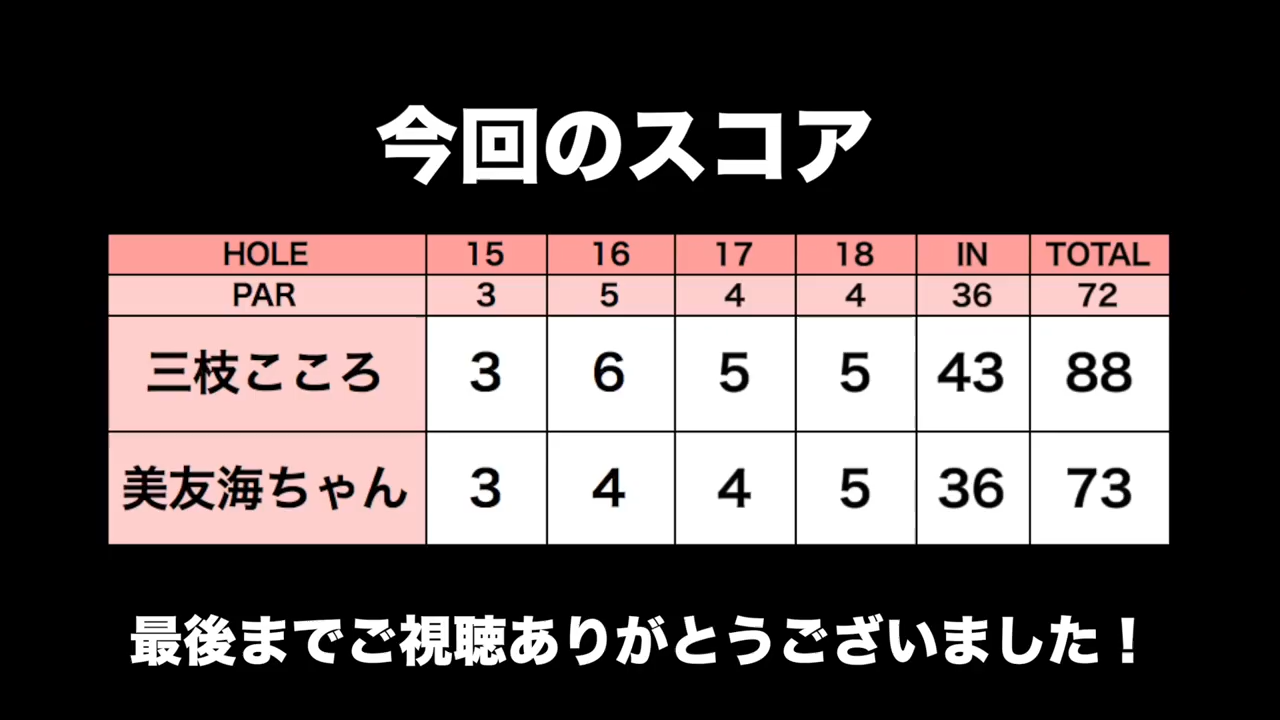 今回のスコア
HOLE 15 16 17 18 IN TOTAL
PAR 3 5 4 4 36 72
三枝こころ 3 6 5 5 43 88
美友海ちゃん 3 4 4 5 36 73
最後までご視聴ありがとうございました！